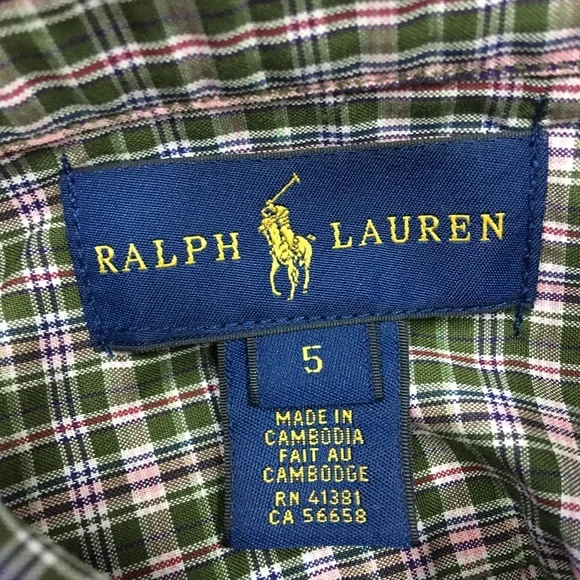 RALPH LAUREN
5
MADE IN
CAMBODIA
FAIT AU
CAMBODGE
RN 41381
CA 56658